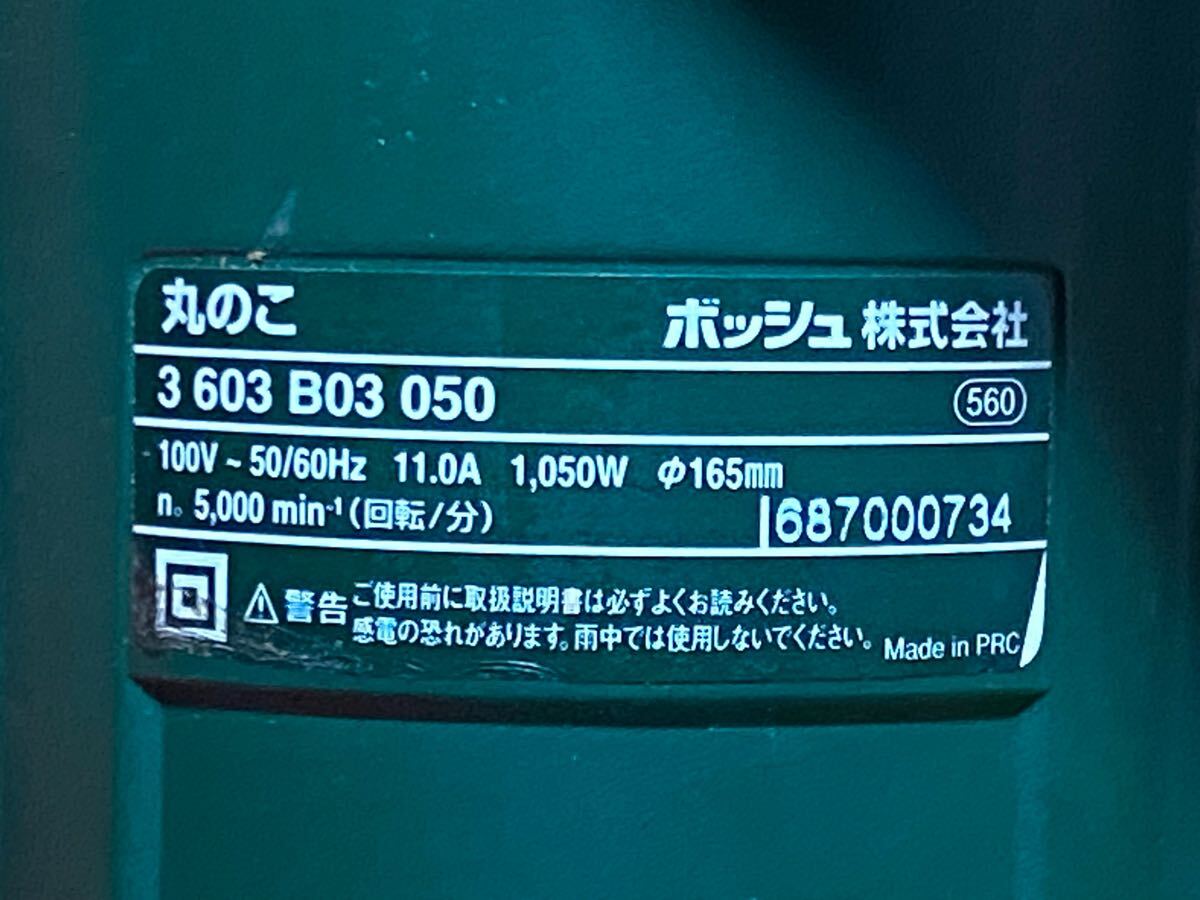 丸のこ ボッシュ株式会社
3 603 B03 050 560
100V ~ 50/60Hz 11.0A 1,050W Φ165mm
n。 5,000 min⁻¹ (回転/分) 687000734
⚠警告 ご使用前に取扱説明書は必ずよくお読みください。
感電の恐れがあります。雨中では使用しないでください。 Made in PRC